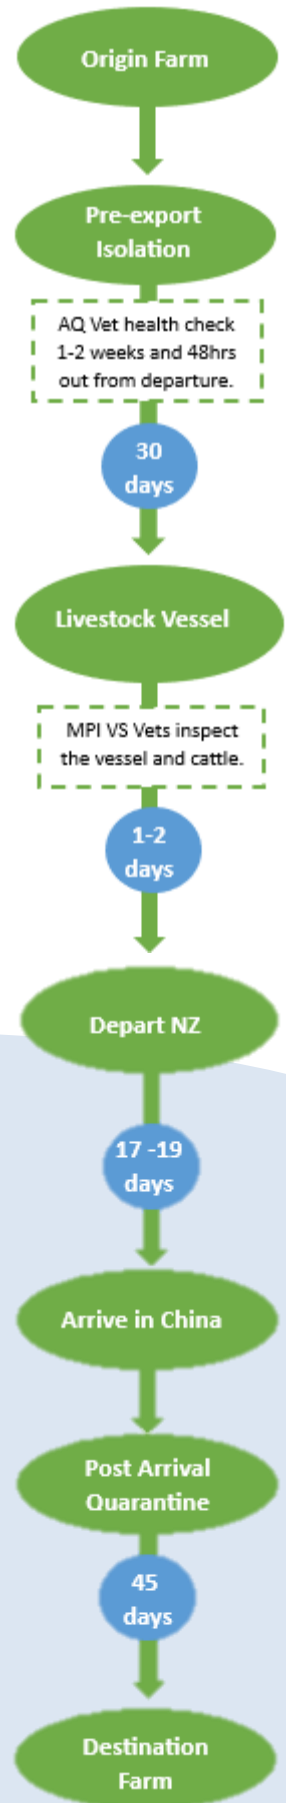 Origin Farm
Pre-export
Isolation
AQ Vet health check
1-2 weeks and 48hrs
out from departure.
30
days
Livestock Vessel
MPI VS Vets inspect
the vessel and cattle.
1-2
days
Depart NZ
17 -19
days
Arrive in China
Post Arrival
Quarantine
45
days
Destination
Farm